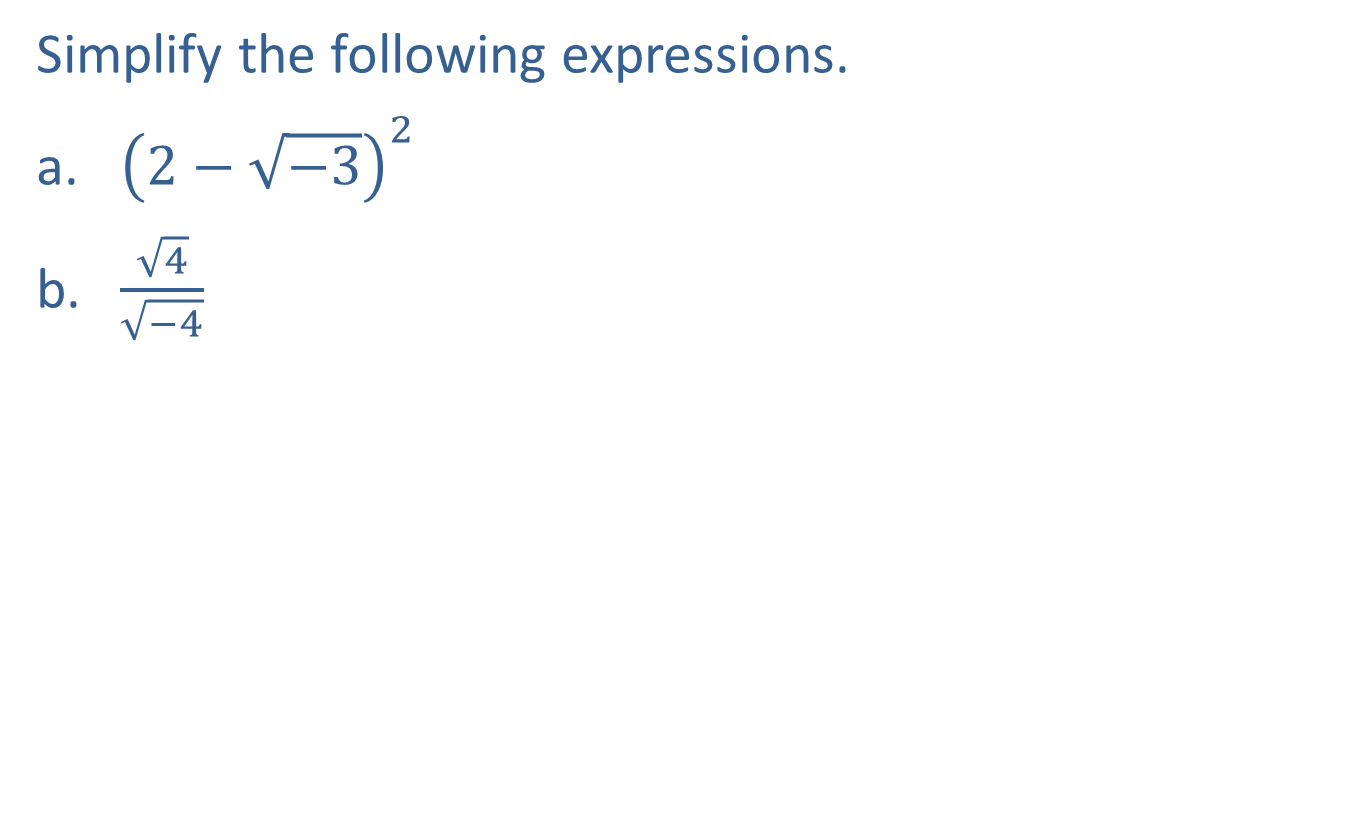 Simplify the following expressions.
a. (2 − √−3)²
b. √4/√−4